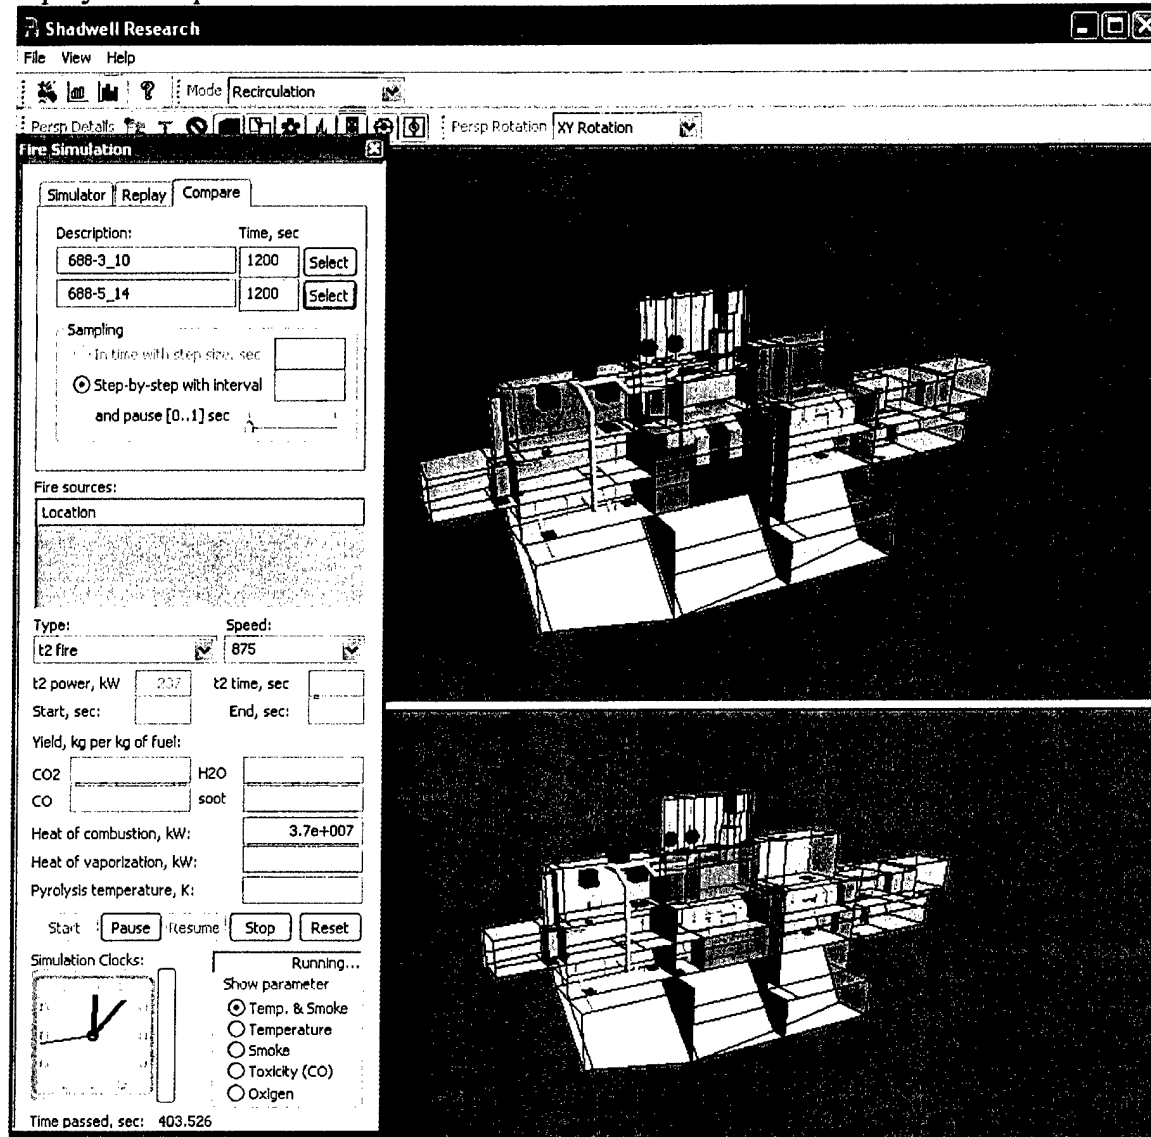 Shadwell Research
File View Help
Mode Recirculation
Persp Details Persp Rotation XY Rotation
Fire Simulation
Simulator Replay Compare
Description: Time, sec
688-3_10 1200 Select
688-5_14 1200 Select
Sampling
In time with step size, sec
Step-by-step with interval
and pause [0..1] sec
Fire sources:
Location
Type: Speed:
t2 fire 875
t2 power, kW 237 t2 time, sec
Start, sec: End, sec:
Yield, kg per kg of fuel:
CO2 H2O
CO soot
Heat of combustion, kW: 3.7e+007
Heat of vaporization, kW:
Pyrolysis temperature, K:
Start Pause Resume Stop Reset
Simulation Clocks: Running...
Show parameter
Temp. & Smoke
Temperature
Smoke
Toxicity (CO)
Oxigen
Time passed, sec: 403.526